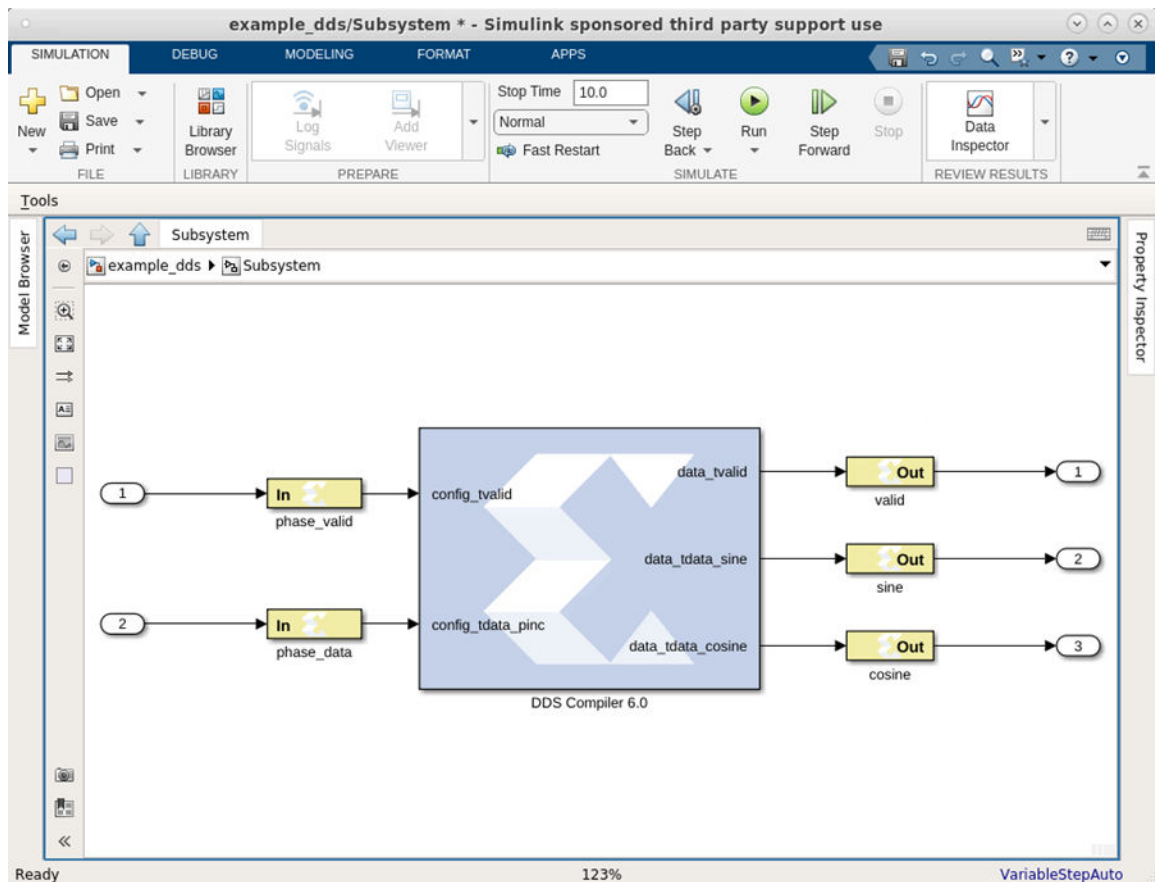 example_dds/Subsystem * - Simulink sponsored third party support use
SIMULATION DEBUG MODELING FORMAT APPS
New
Open
Save
Print
FILE
Library
Browser
LIBRARY
Log
Signals
Add
Viewer
PREPARE
Stop Time 10.0
Normal
Fast Restart
Step
Back
Run
Step
Forward
Stop
SIMULATE
Data
Inspector
REVIEW RESULTS
Tools
Model Browser
Subsystem
example_dds Subsystem
Property Inspector
1
In
phase_valid
2
In
phase_data
config_tvalid
config_tdata_pinc
data_tvalid
data_tdata_sine
data_tdata_cosine
DDS Compiler 6.0
Out
valid
1
Out
sine
2
Out
cosine
3
Ready 123% VariableStepAuto